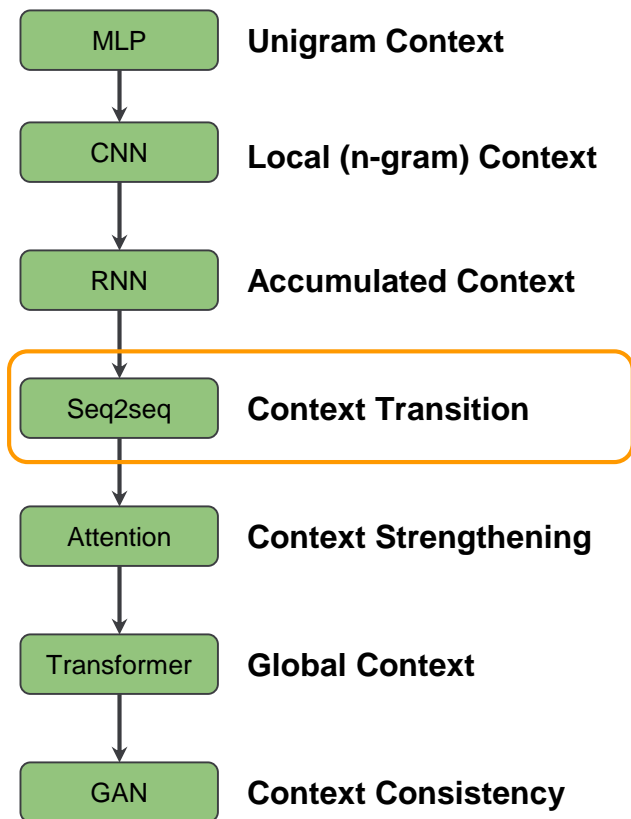 MLP Unigram Context
CNN Local (n-gram) Context
RNN Accumulated Context
Seq2seq Context Transition
Attention Context Strengthening
Transformer Global Context
GAN Context Consistency